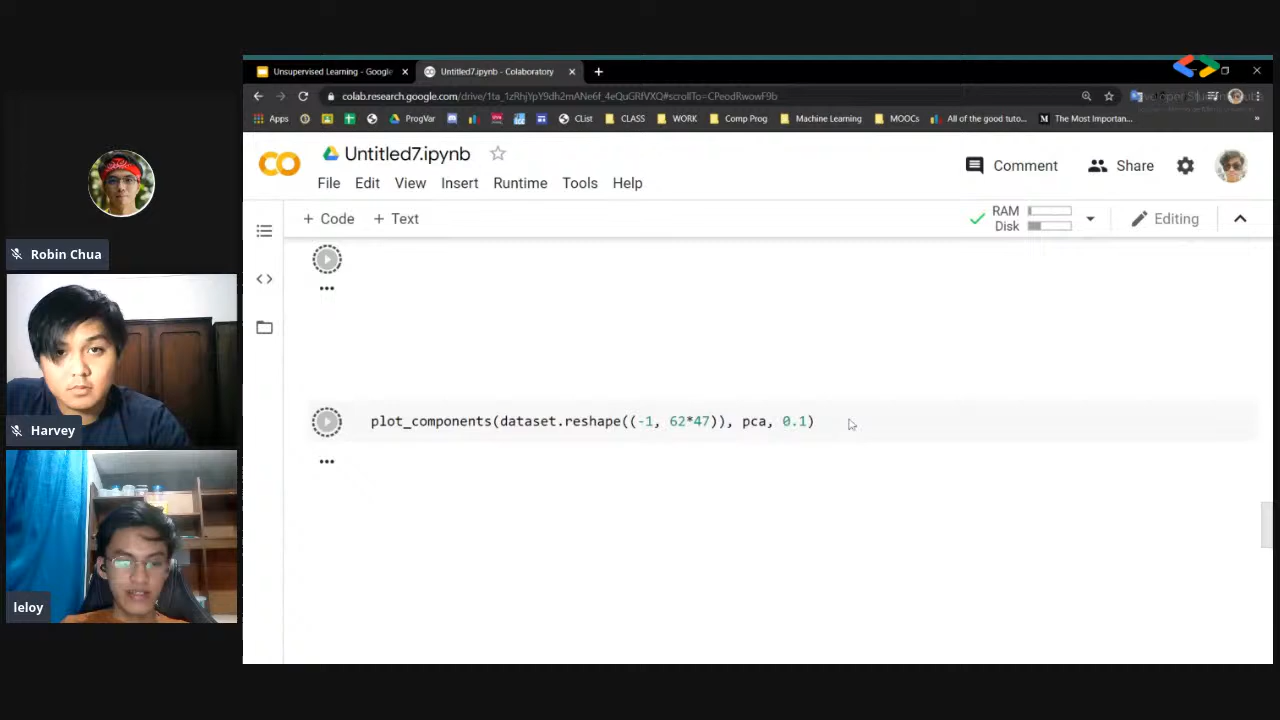 Unsupervised Learning - Google
Untitled7.ipynb - Colaboratory
colab.research.google.com/drive/1ta_1zRhjYpY9dh2mANe6f_4eQuGRfVXQ#scrollTo=CPeodRwowF9b
Apps
ProgVar
CList
CLASS
WORK
Comp Prog
Machine Learning
MOOCs
All of the good tuto...
The Most Importan...
Untitled7.ipynb
File Edit View Insert Runtime Tools Help
Comment
Share
+ Code + Text
RAM
Disk
Editing
plot_components(dataset.reshape((-1, 62*47)), pca, 0.1)
Robin Chua
Harvey
leloy